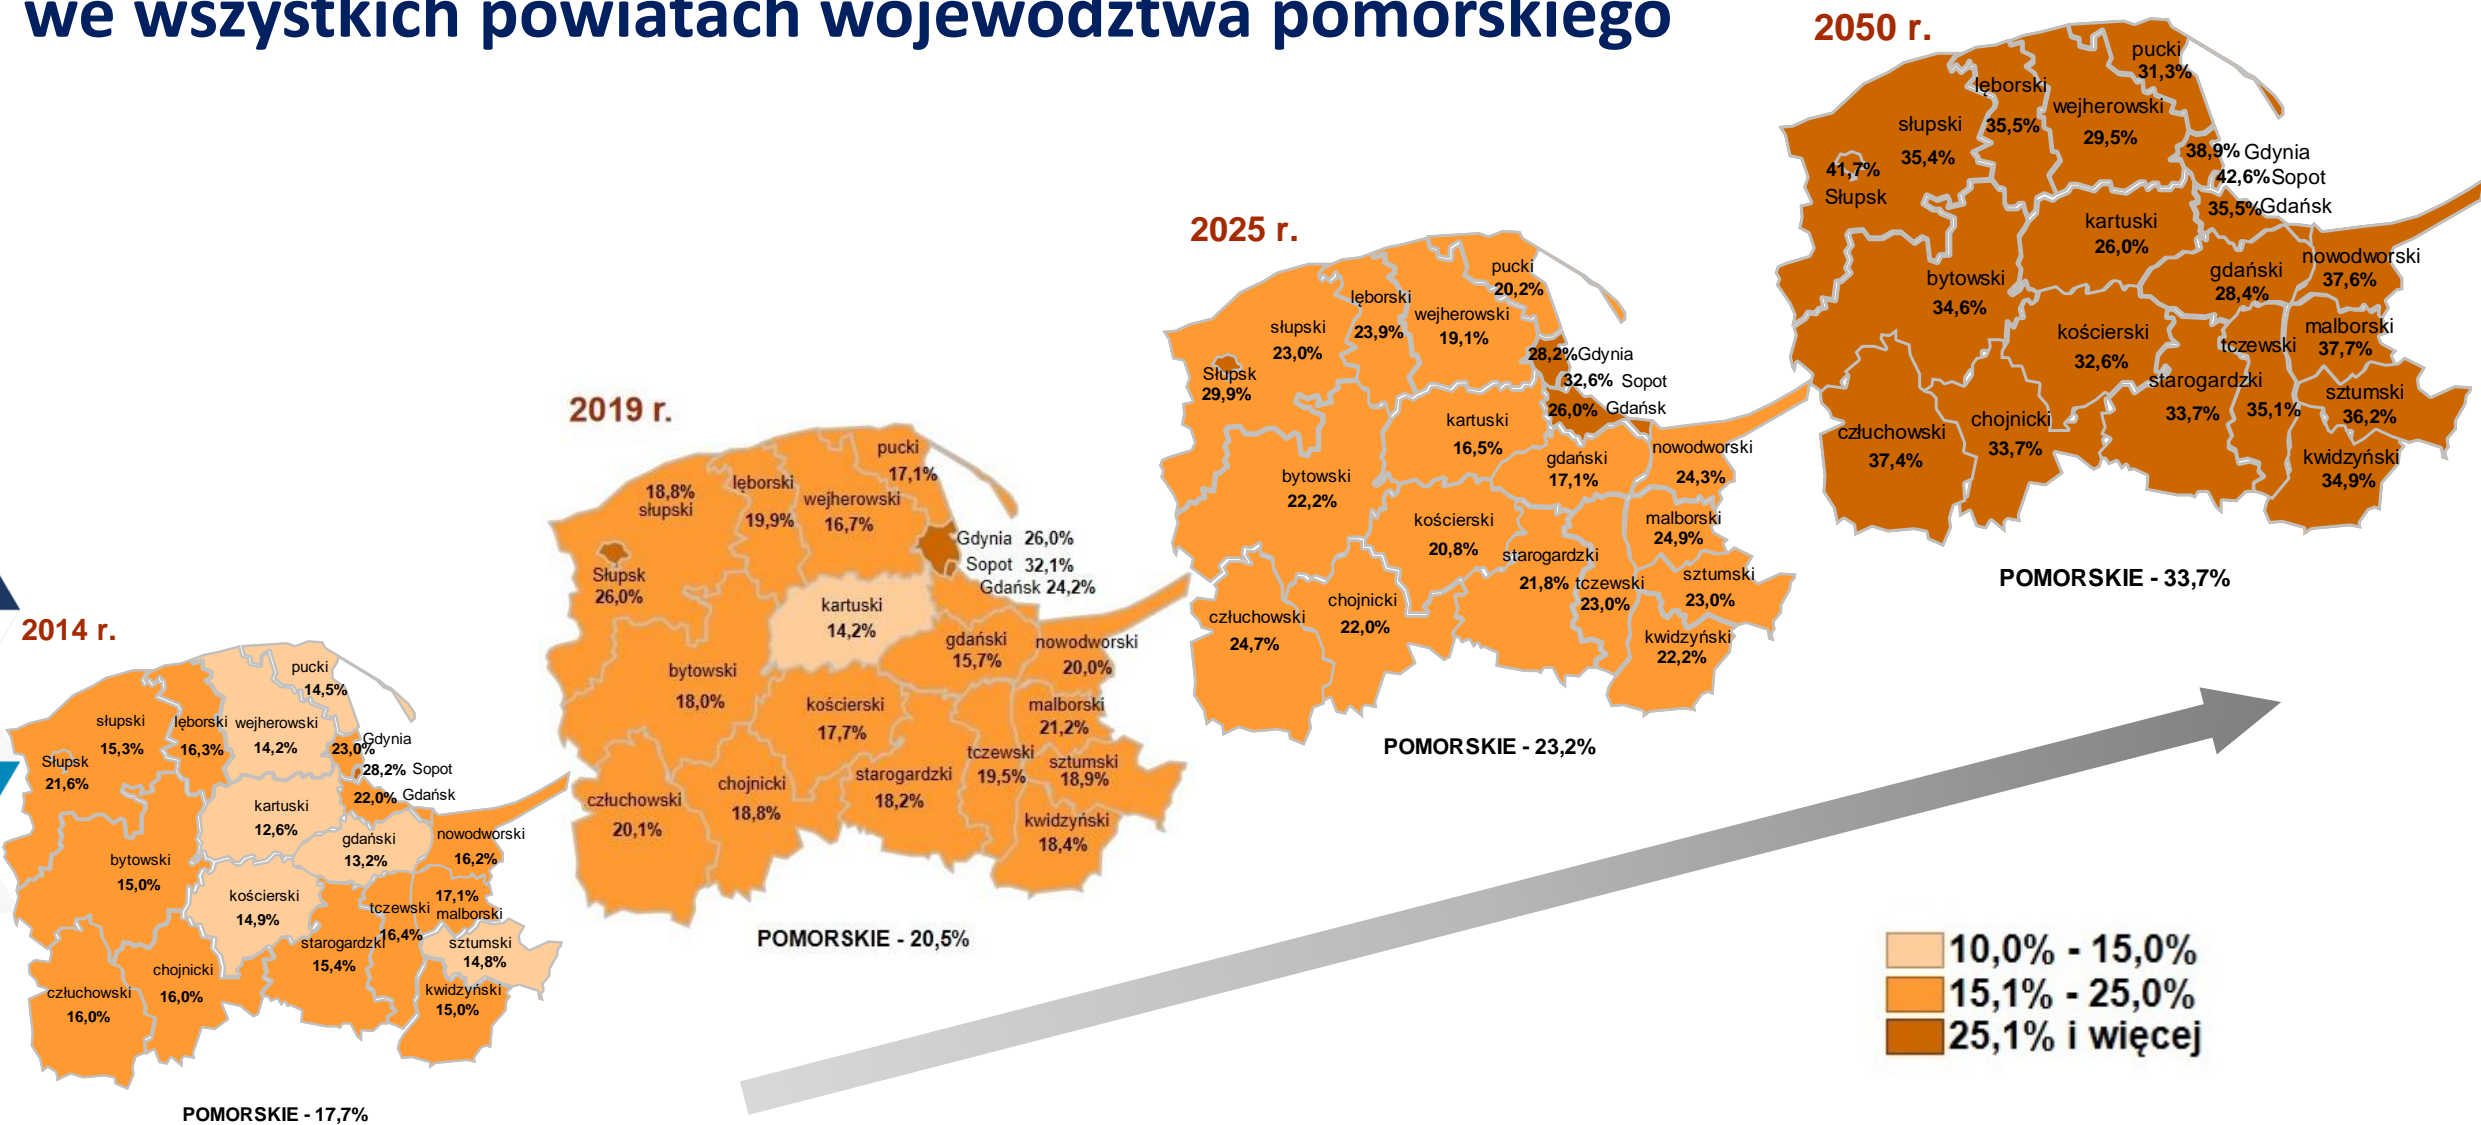 we wszystkich powiatach województwa pomorskiego
2014 r.
pucki
14,5%
słupski
15,3%
lęborski
16,3%
wejherowski
14,2%
Gdynia
23,0%
28,2% Sopot
22,0% Gdańsk
Słupsk
21,6%
kartuski
12,6%
gdański
13,2%
nowodworski
16,2%
bytowski
15,0%
kościerski
14,9%
17,1%
malborski
tczewski
16,4%
starogardzki
15,4%
sztumski
14,8%
chojnicki
16,0%
człuchowski
16,0%
kwidzyński
15,0%
POMORSKIE - 17,7%
2019 r.
pucki
17,1%
18,8%
słupski
lęborski
19,9%
wejherowski
16,7%
Gdynia 26,0%
Sopot 32,1%
Gdańsk 24,2%
Słupsk
26,0%
kartuski
14,2%
gdański
15,7%
nowodworski
20,0%
bytowski
18,0%
kościerski
17,7%
malborski
21,2%
tczewski
19,5%
sztumski
18,9%
starogardzki
18,2%
chojnicki
18,8%
człuchowski
20,1%
kwidzyński
18,4%
POMORSKIE - 20,5%
2025 r.
pucki
20,2%
lęborski
23,9%
wejherowski
19,1%
słupski
23,0%
28,2%Gdynia
32,6% Sopot
26,0% Gdańsk
Słupsk
29,9%
kartuski
16,5%
gdański
17,1%
nowodworski
24,3%
bytowski
22,2%
kościerski
20,8%
malborski
24,9%
starogardzki
21,8%
tczewski
23,0%
sztumski
23,0%
chojnicki
22,0%
człuchowski
24,7%
kwidzyński
22,2%
POMORSKIE - 23,2%
2050 r.
pucki
31,3%
lęborski
35,5%
wejherowski
29,5%
słupski
35,4%
38,9% Gdynia
42,6%Sopot
35,5%Gdańsk
41,7%
Słupsk
kartuski
26,0%
gdański
28,4%
nowodworski
37,6%
bytowski
34,6%
kościerski
32,6%
malborski
37,7%
tczewski
35,1%
starogardzki
33,7%
sztumski
36,2%
chojnicki
33,7%
człuchowski
37,4%
kwidzyński
34,9%
POMORSKIE - 33,7%
10,0% - 15,0%
15,1% - 25,0%
25,1% i więcej